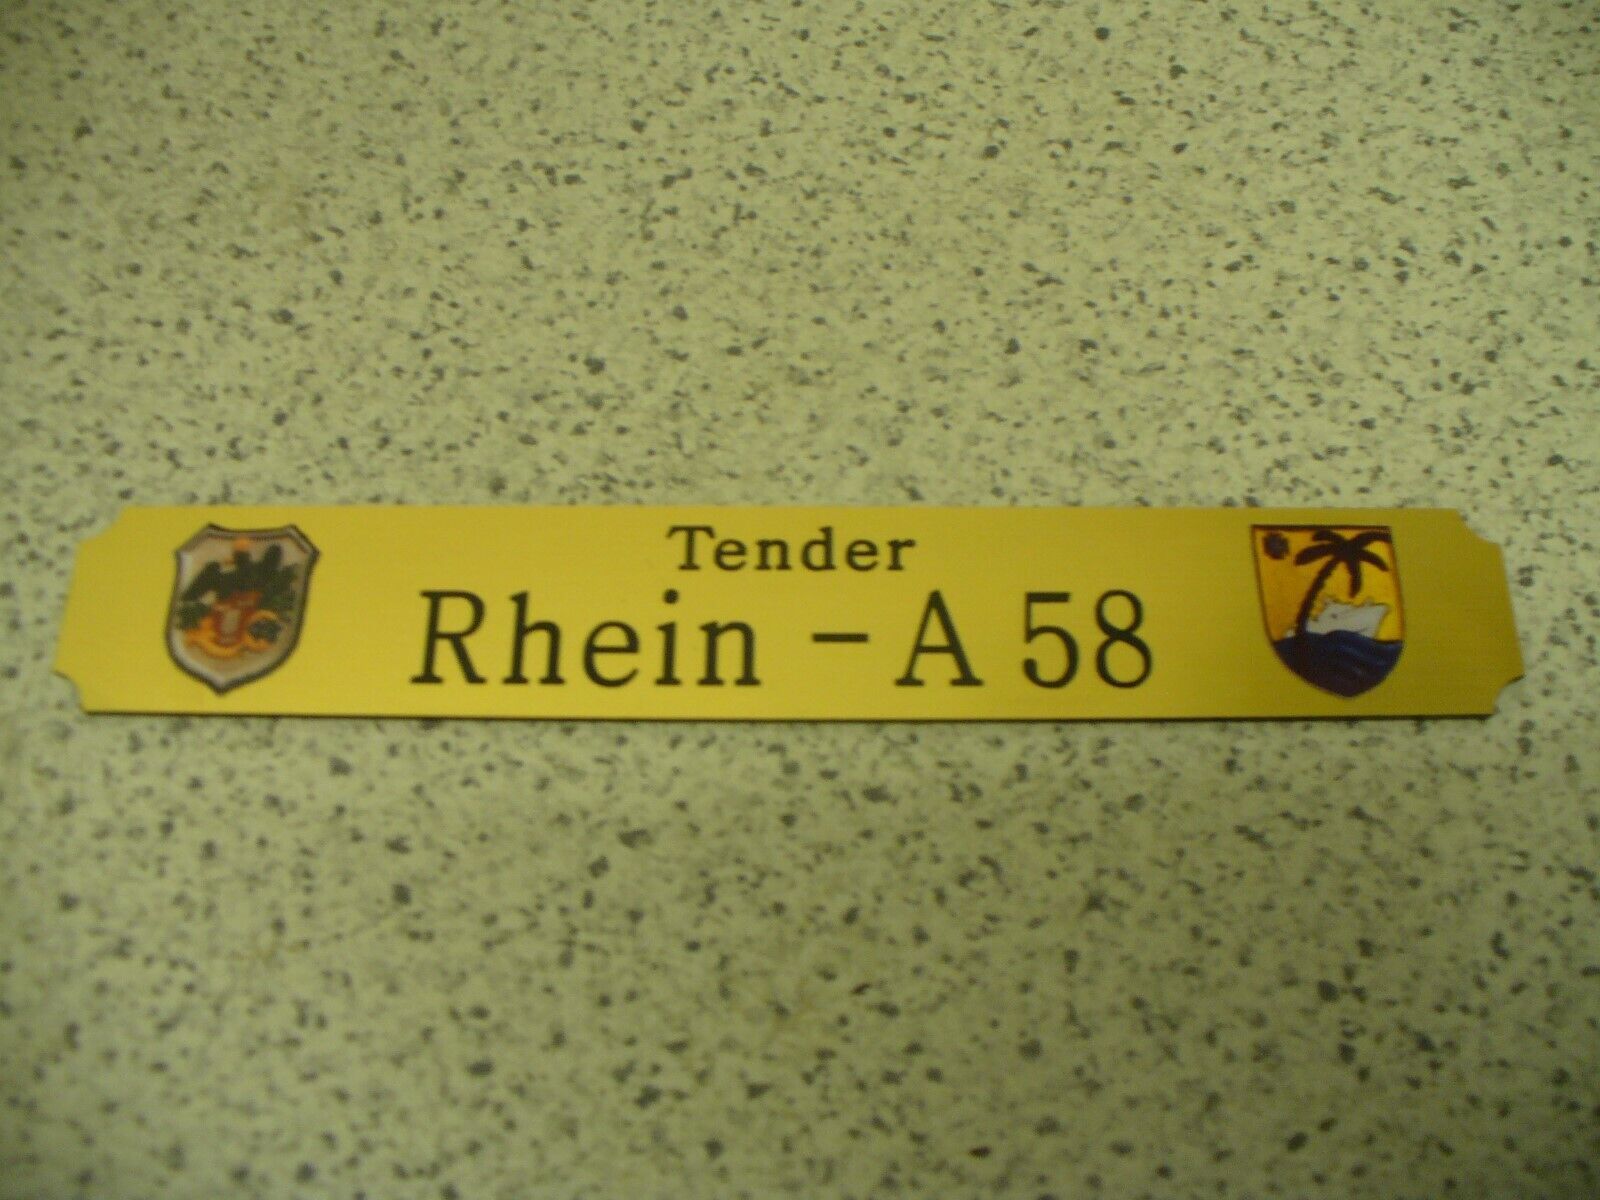 Tender
Rhein - A 58